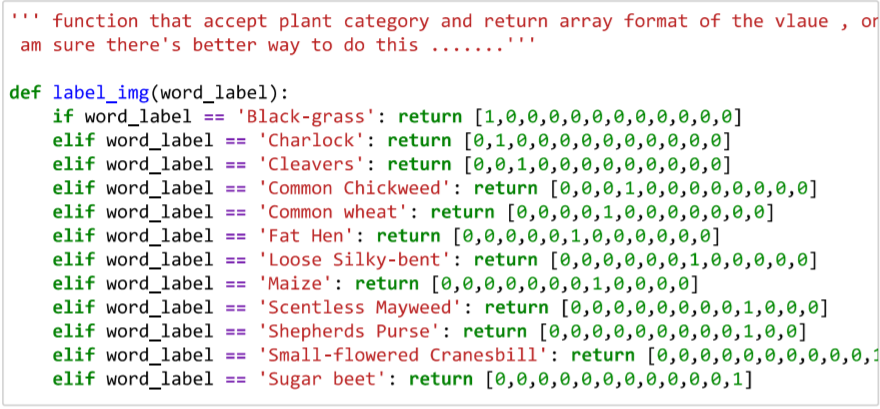 ''' function that accept plant category and return array format of the vlaue ,
am sure there's better way to do this .......'''
def label_img(word_label):
if word_label == 'Black-grass': return [1,0,0,0,0,0,0,0,0,0,0,0]
elif word_label == 'Charlock': return [0,1,0,0,0,0,0,0,0,0,0,0]
elif word_label == 'Cleavers': return [0,0,1,0,0,0,0,0,0,0,0,0]
elif word_label == 'Common Chickweed': return [0,0,0,1,0,0,0,0,0,0,0,0]
elif word_label == 'Common wheat': return [0,0,0,0,1,0,0,0,0,0,0,0]
elif word_label == 'Fat Hen': return [0,0,0,0,0,1,0,0,0,0,0,0]
elif word_label == 'Loose Silky-bent': return [0,0,0,0,0,0,1,0,0,0,0,0]
elif word_label == 'Maize': return [0,0,0,0,0,0,0,1,0,0,0,0]
elif word_label == 'Scentless Mayweed': return [0,0,0,0,0,0,0,0,1,0,0,0]
elif word_label == 'Shepherds Purse': return [0,0,0,0,0,0,0,0,0,1,0,0]
elif word_label == 'Small-flowered Cranesbill': return [0,0,0,0,0,0,0,0,0,0,1
elif word_label == 'Sugar beet': return [0,0,0,0,0,0,0,0,0,0,0,1]